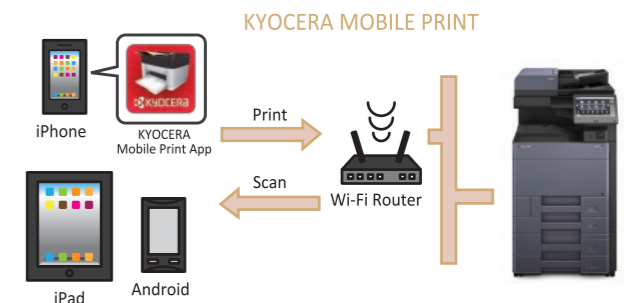 KYOCERA MOBILE PRINT
KYOCERA
iPhone
KYOCERA
Mobile Print App
Print
Scan
Wi-Fi Router
iPad
Android